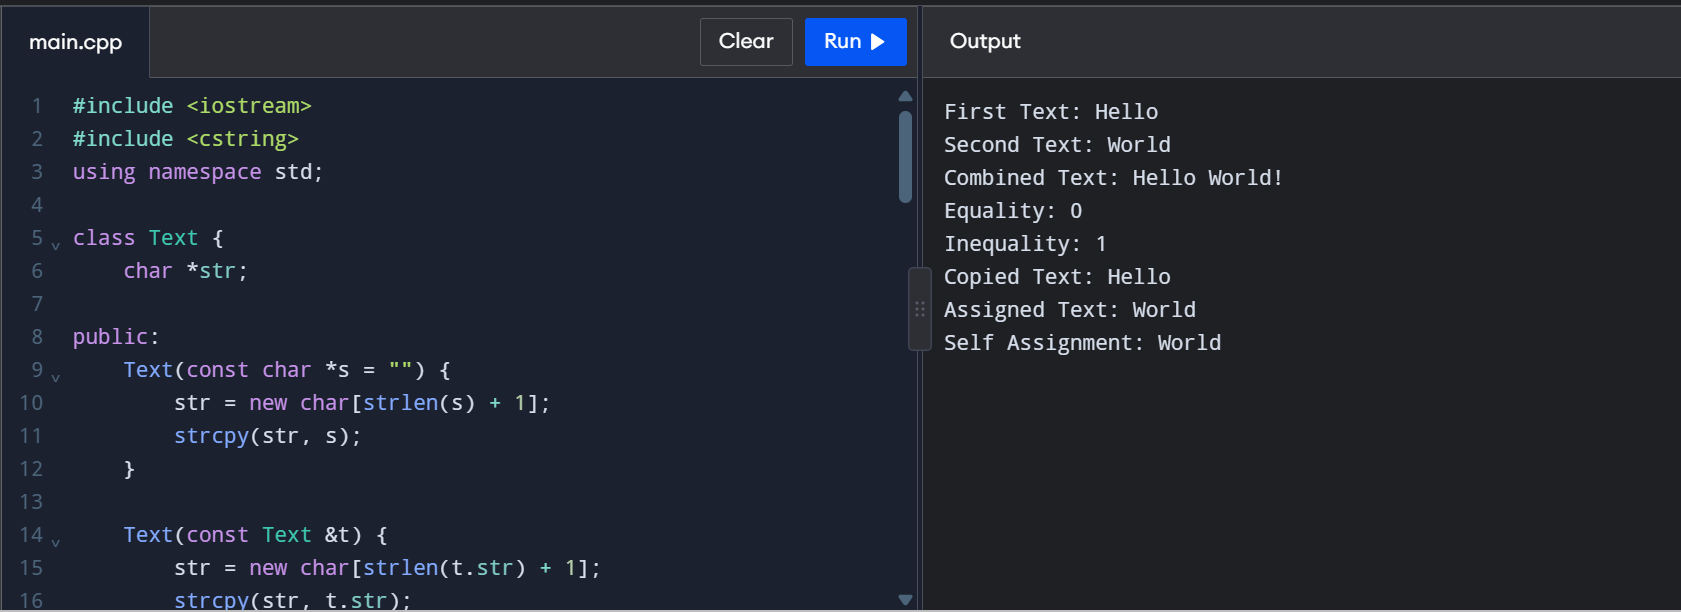 main.cpp
Clear
Run
1 #include <iostream>
2 #include <cstring>
3 using namespace std;
4
5 class Text {
6     char *str;
7
8 public:
9     Text(const char *s = "") {
10         str = new char[strlen(s) + 1];
11         strcpy(str, s);
12     }
13
14     Text(const Text &t) {
15         str = new char[strlen(t.str) + 1];
16         strcpy(str, t.str);
Output
First Text: Hello
Second Text: World
Combined Text: Hello World!
Equality: 0
Inequality: 1
Copied Text: Hello
Assigned Text: World
Self Assignment: World